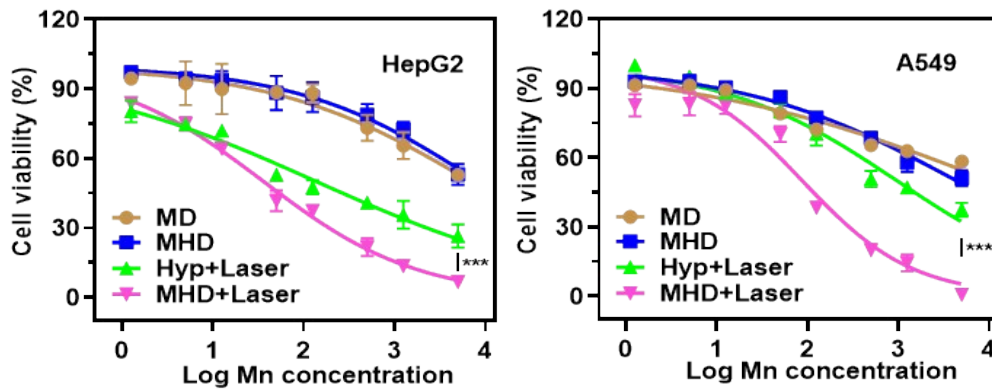 120
90
60
30
0
Cell viability (%)
HepG2
MD
MHD
Hyp+Laser
MHD+Laser
***
0 1 2 3 4
Log Mn concentration
120
90
60
30
0
Cell viability (%)
A549
MD
MHD
Hyp+Laser
MHD+Laser
***
0 1 2 3 4
Log Mn concentration